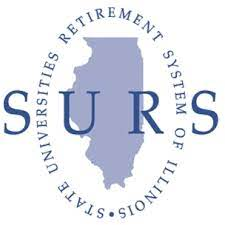 STATE UNIVERSITIES RETIREMENT SYSTEM OF ILLINOIS
SURS